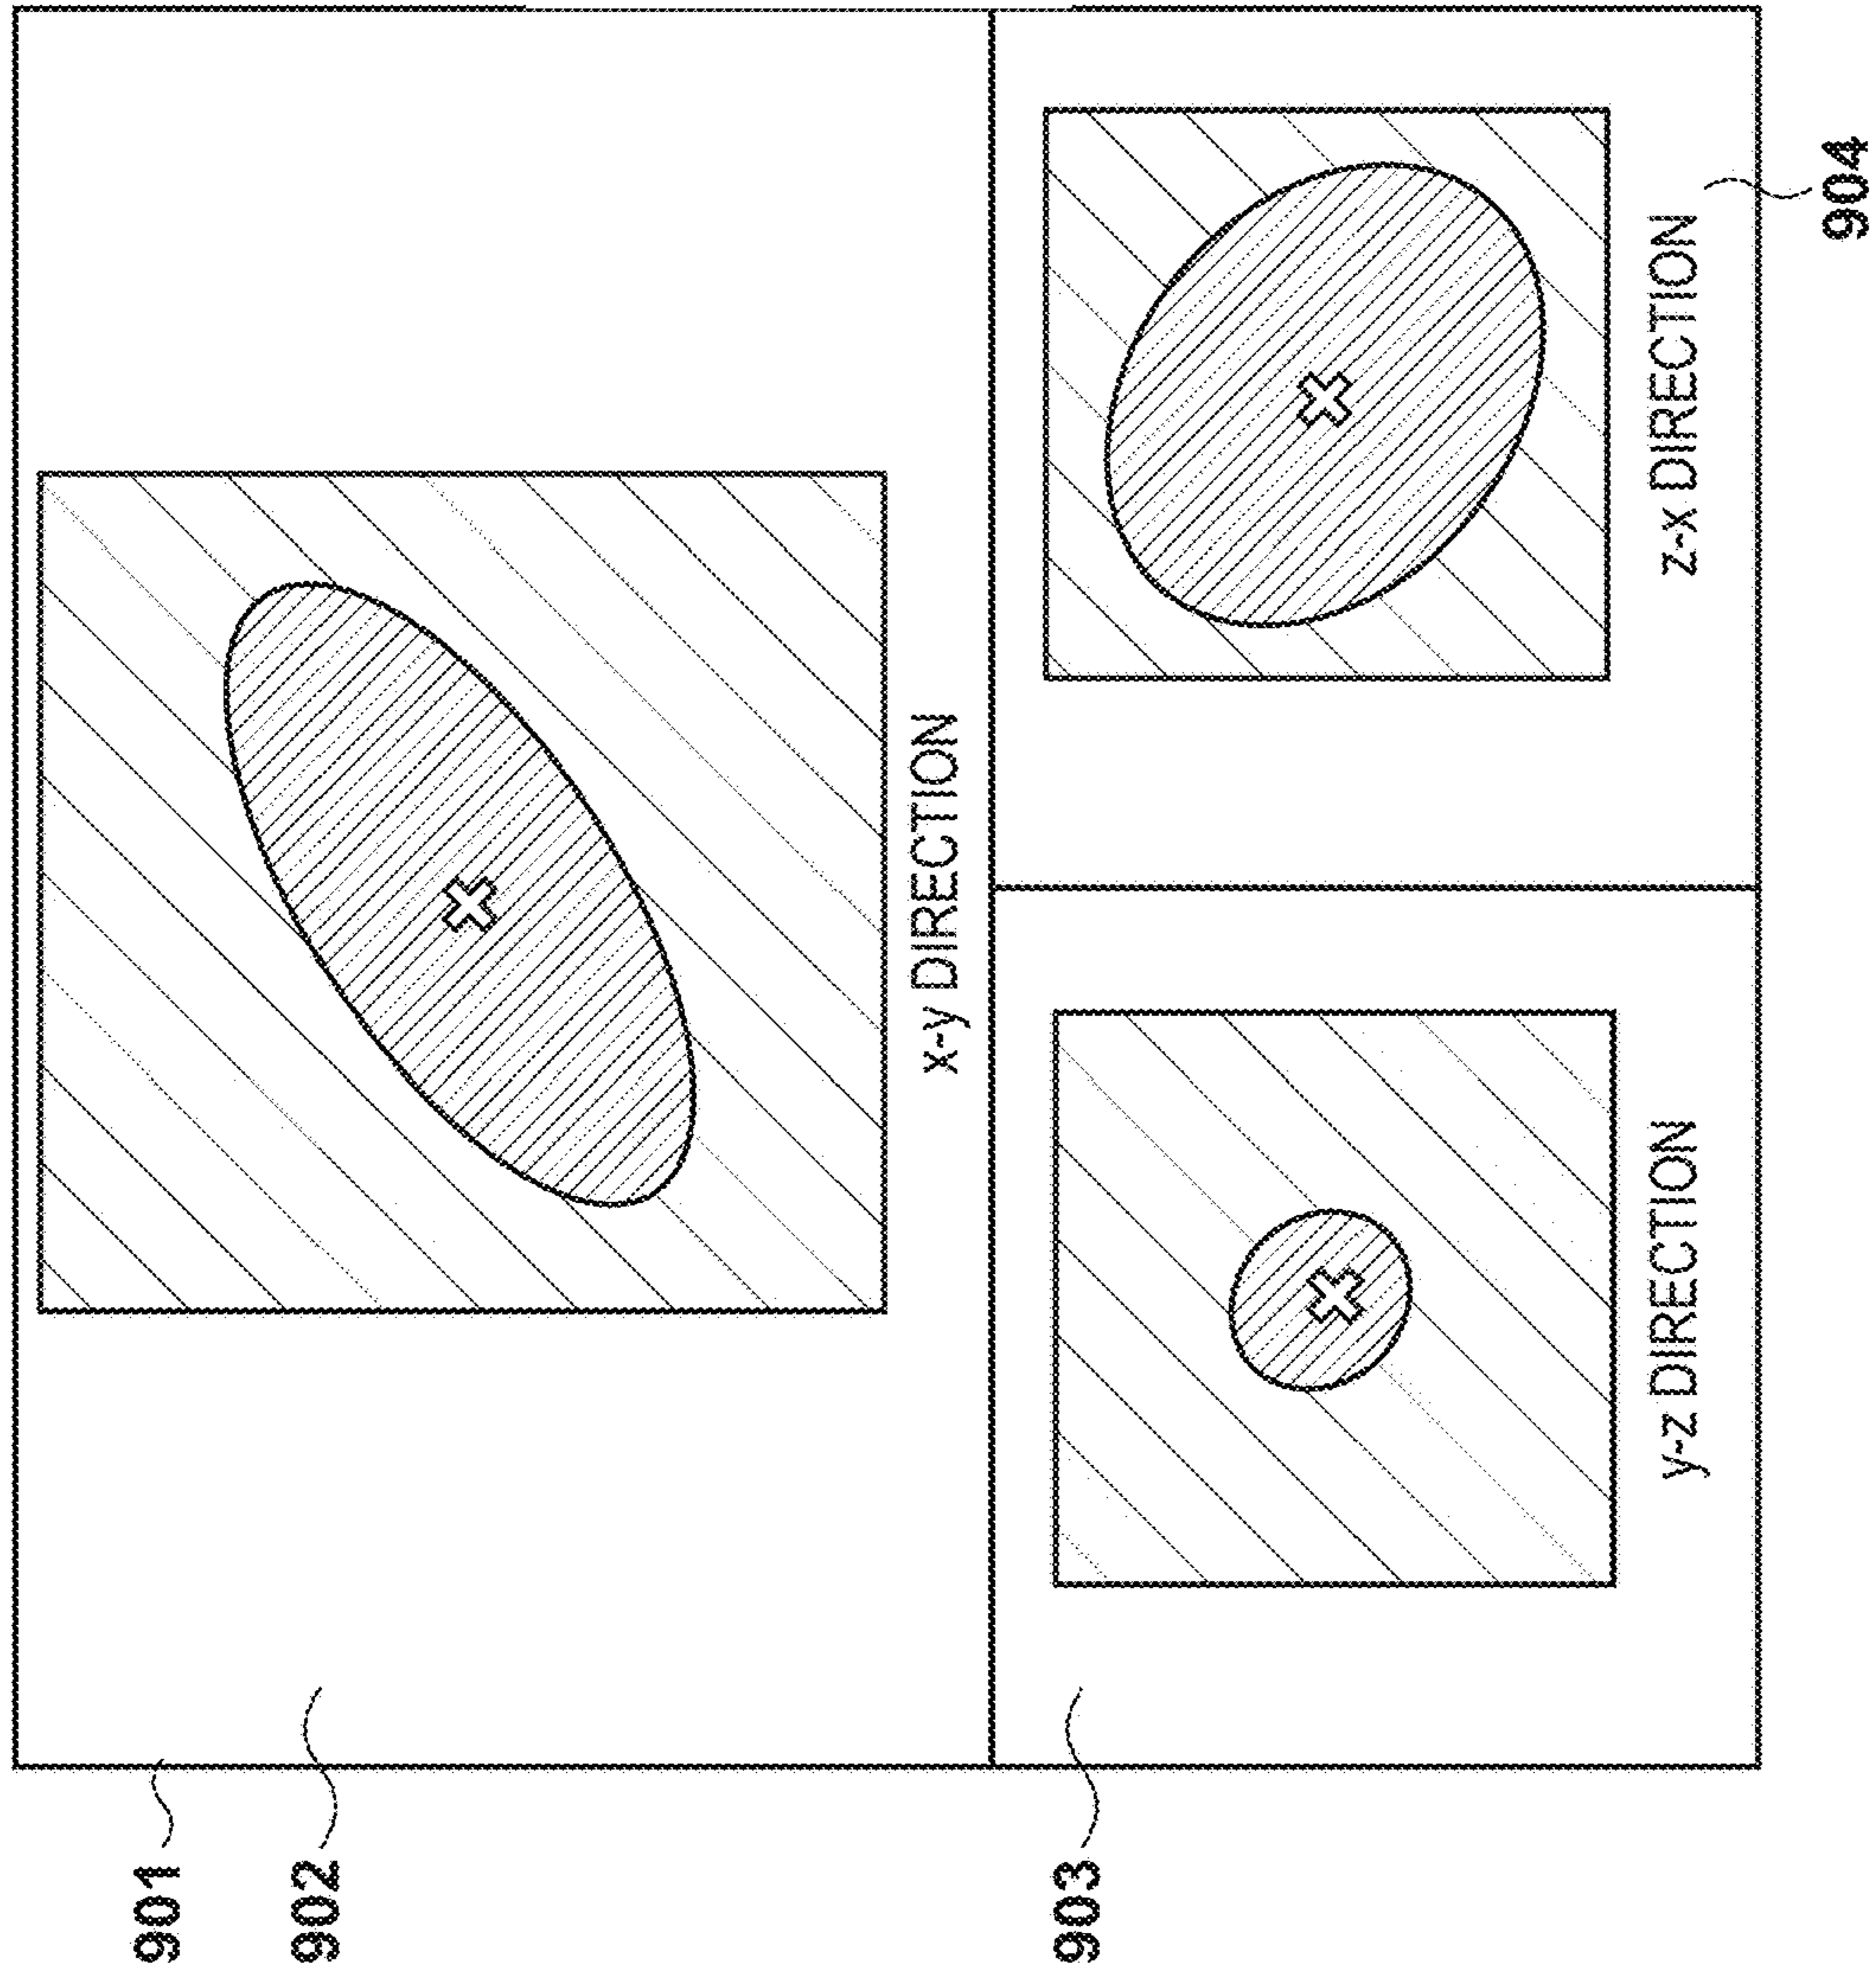 901
902
x-y DIRECTION
903
y-z DIRECTION
z-x DIRECTION
904